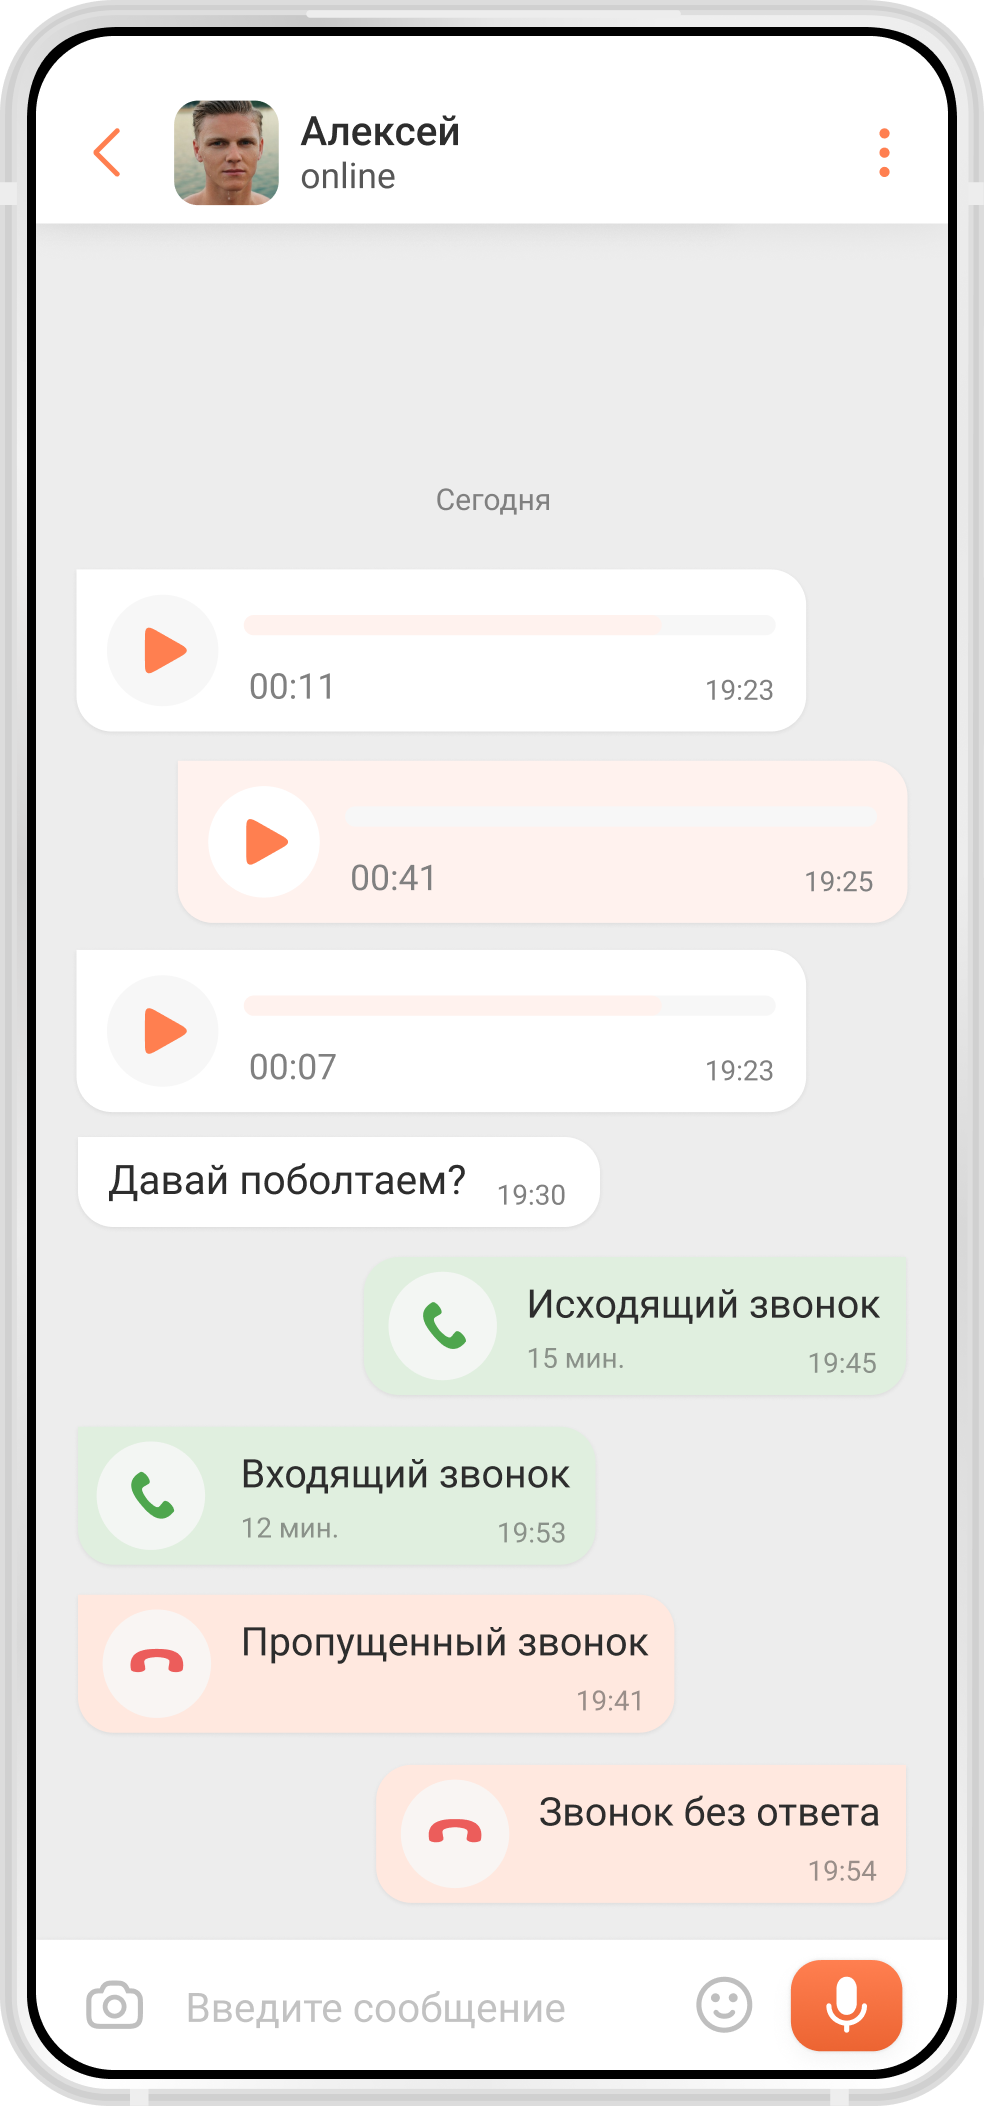 Алексей
online
Сегодня
00:11 19:23
00:41 19:25
00:07 19:23
Давай поболтаем? 19:30
Исходящий звонок
15 мин. 19:45
Входящий звонок
12 мин. 19:53
Пропущенный звонок
19:41
Звонок без ответа
19:54
Введите сообщение